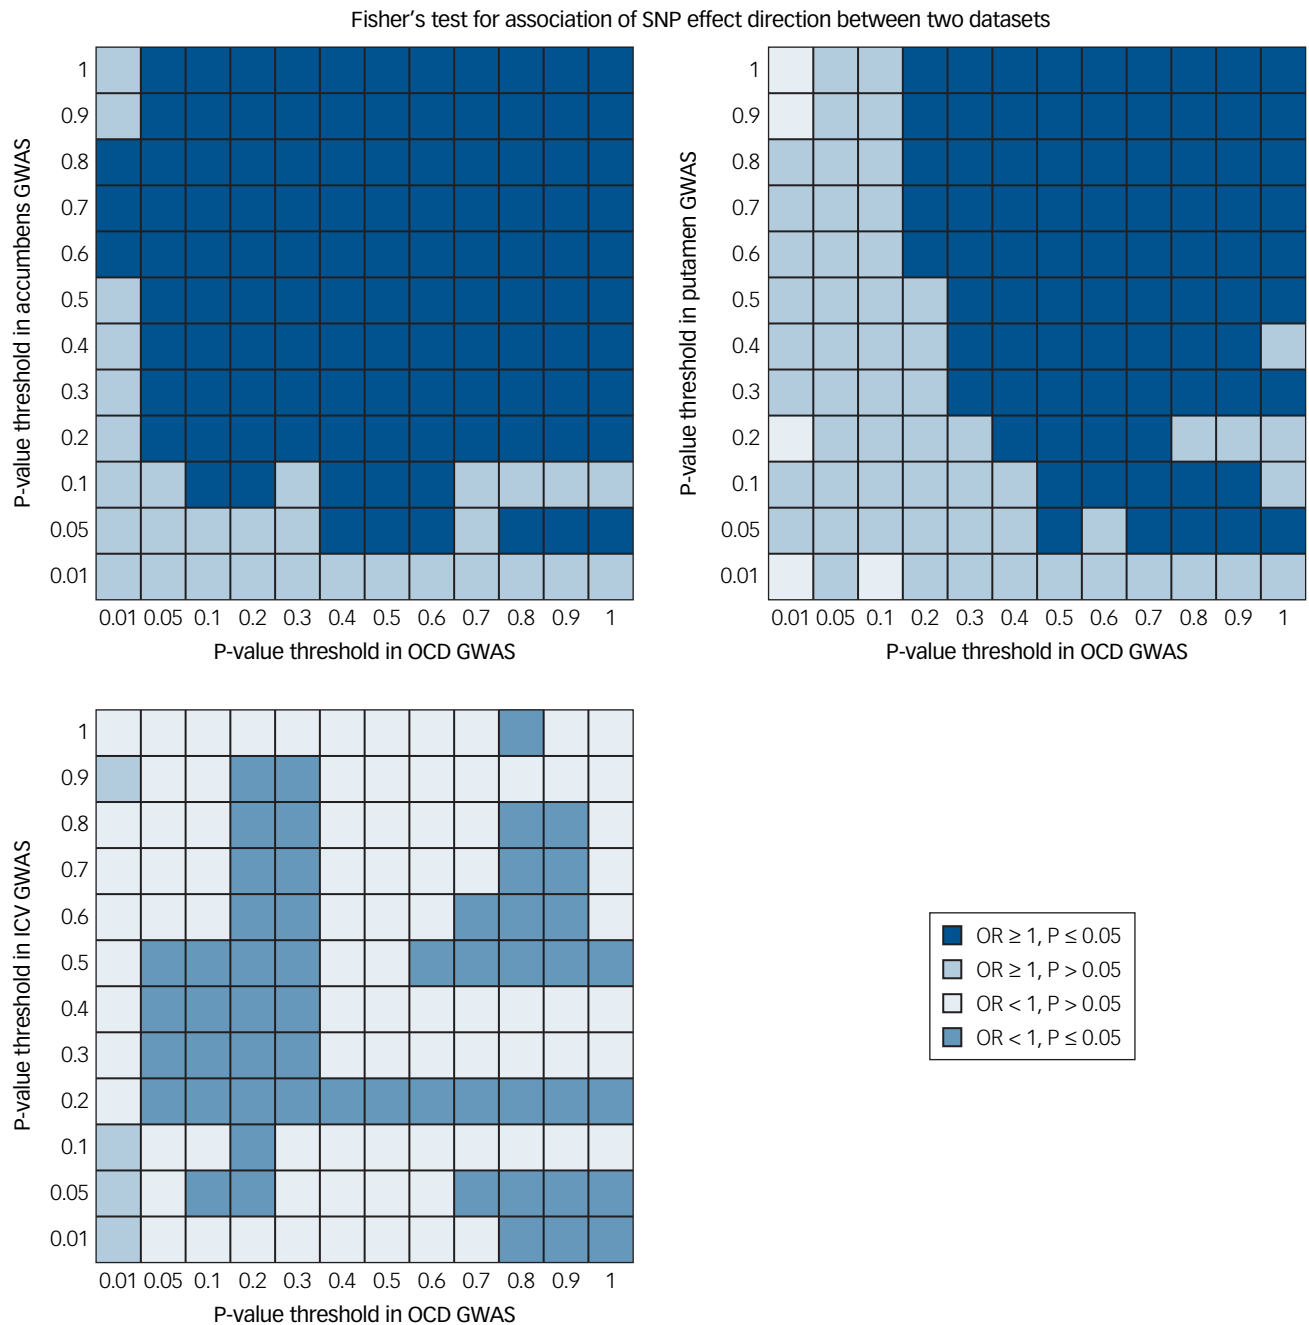 Fisher’s test for association of SNP effect direction between two datasets
P-value threshold in accumbens GWAS
1
0.9
0.8
0.7
0.6
0.5
0.4
0.3
0.2
0.1
0.05
0.01
0.01 0.05 0.1 0.2 0.3 0.4 0.5 0.6 0.7 0.8 0.9 1
P-value threshold in OCD GWAS
P-value threshold in putamen GWAS
1
0.9
0.8
0.7
0.6
0.5
0.4
0.3
0.2
0.1
0.05
0.01
0.01 0.05 0.1 0.2 0.3 0.4 0.5 0.6 0.7 0.8 0.9 1
P-value threshold in OCD GWAS
P-value threshold in ICV GWAS
1
0.9
0.8
0.7
0.6
0.5
0.4
0.3
0.2
0.1
0.05
0.01
0.01 0.05 0.1 0.2 0.3 0.4 0.5 0.6 0.7 0.8 0.9 1
P-value threshold in OCD GWAS
OR ≥ 1, P ≤ 0.05
OR ≥ 1, P > 0.05
OR < 1, P > 0.05
OR < 1, P ≤ 0.05